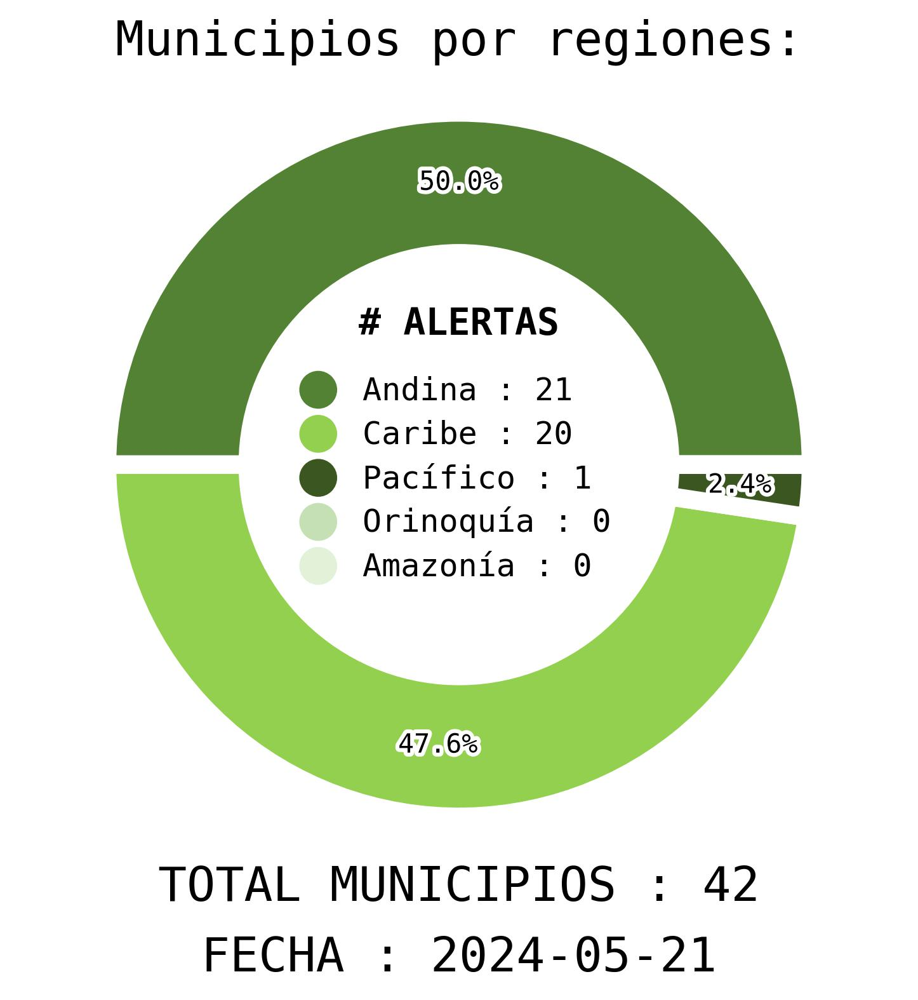 Municipios por regiones:
50.0%
# ALERTAS
Andina : 21
Caribe : 20
Pacífico : 1
Orinoquía : 0
Amazonía : 0
2.4%
47.6%
TOTAL MUNICIPIOS : 42
FECHA : 2024-05-21